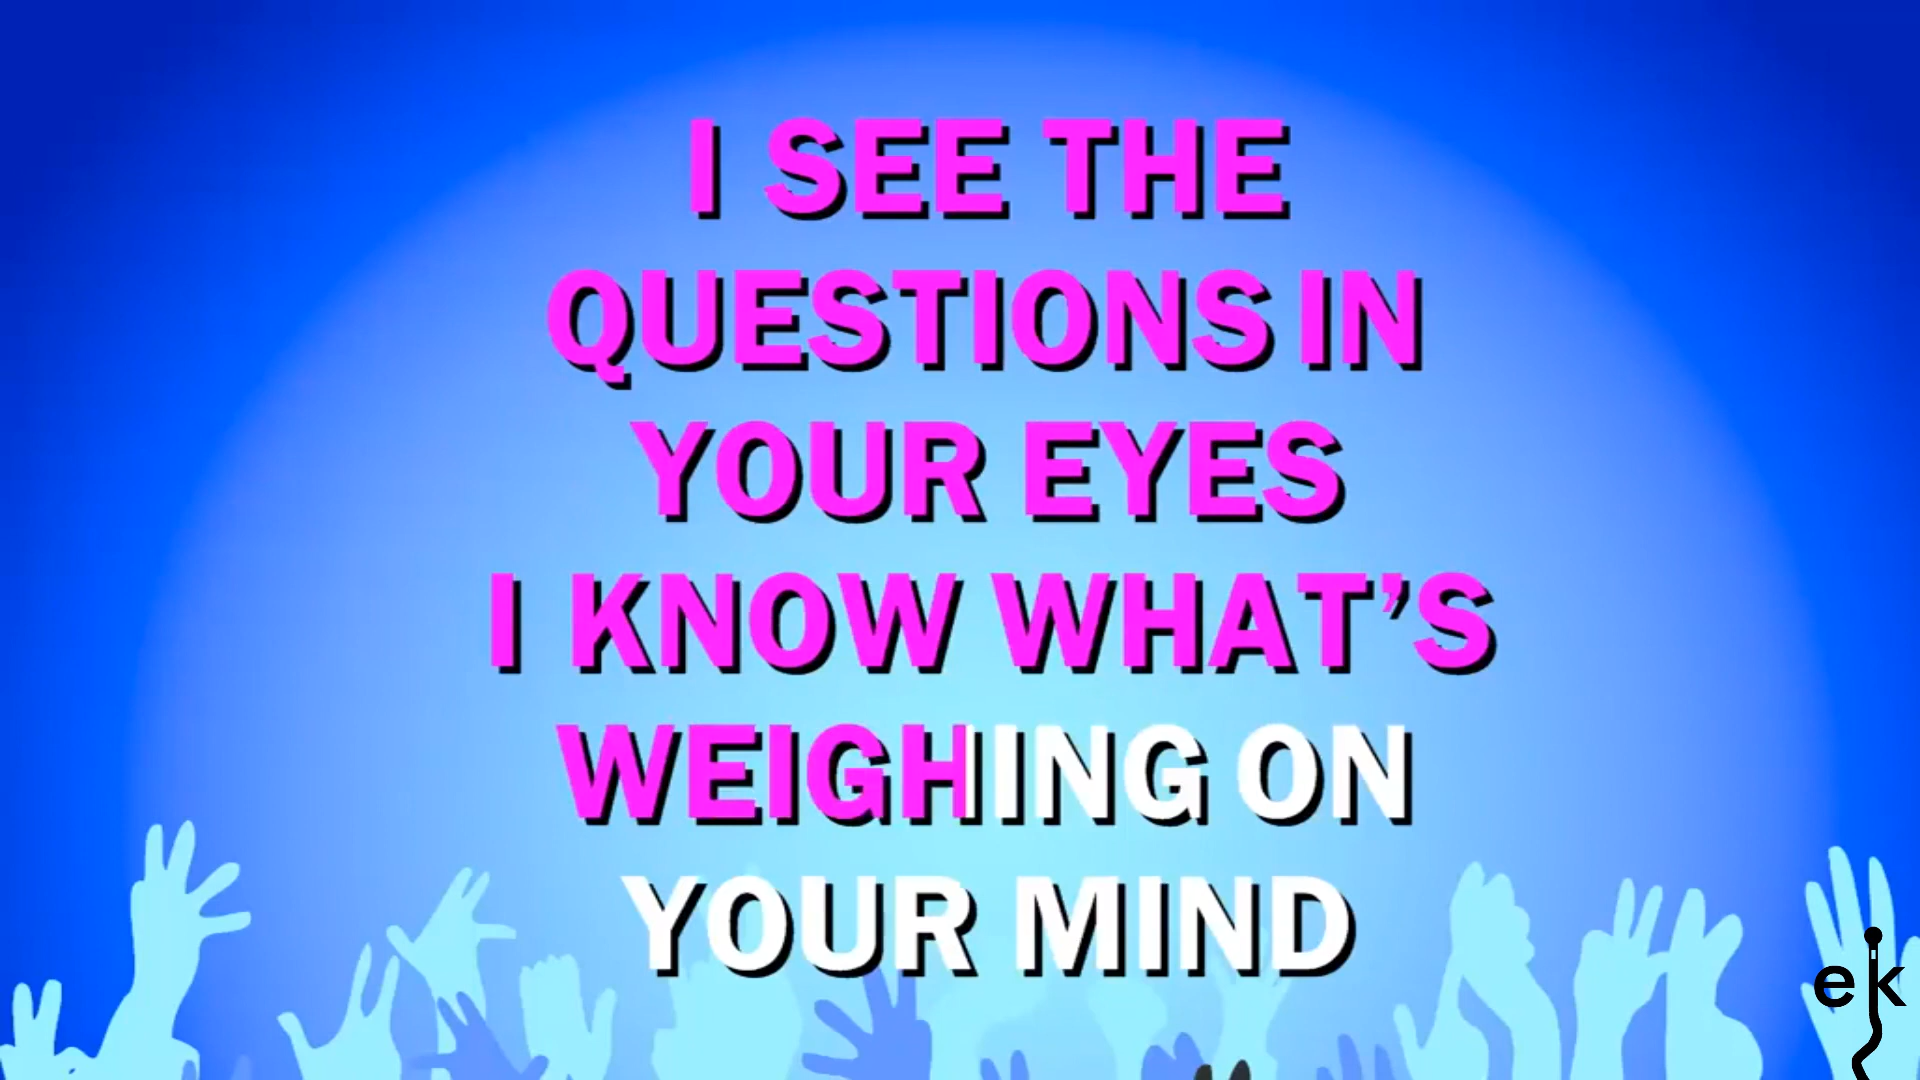 I SEE THE
QUESTIONS IN
YOUR EYES
I KNOW WHAT'S
WEIGHING ON
YOUR MIND
ek